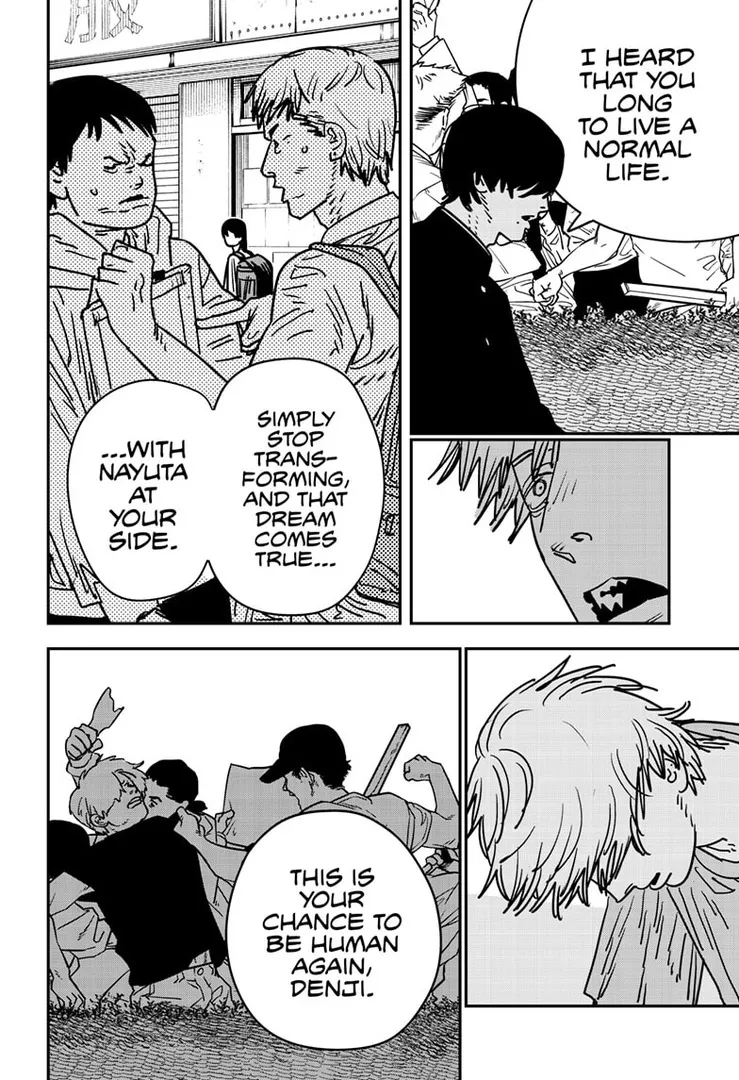 I HEARD
THAT YOU
LONG
TO LIVE A
NORMAL
LIFE.
服
SIMPLY
STOP
TRANS-
FORMING,
AND THAT
DREAM
COMES
TRUE...
...WITH
NAYUTA
AT
YOUR
SIDE.
THIS IS
YOUR
CHANCE TO
BE HUMAN
AGAIN,
DENJI.